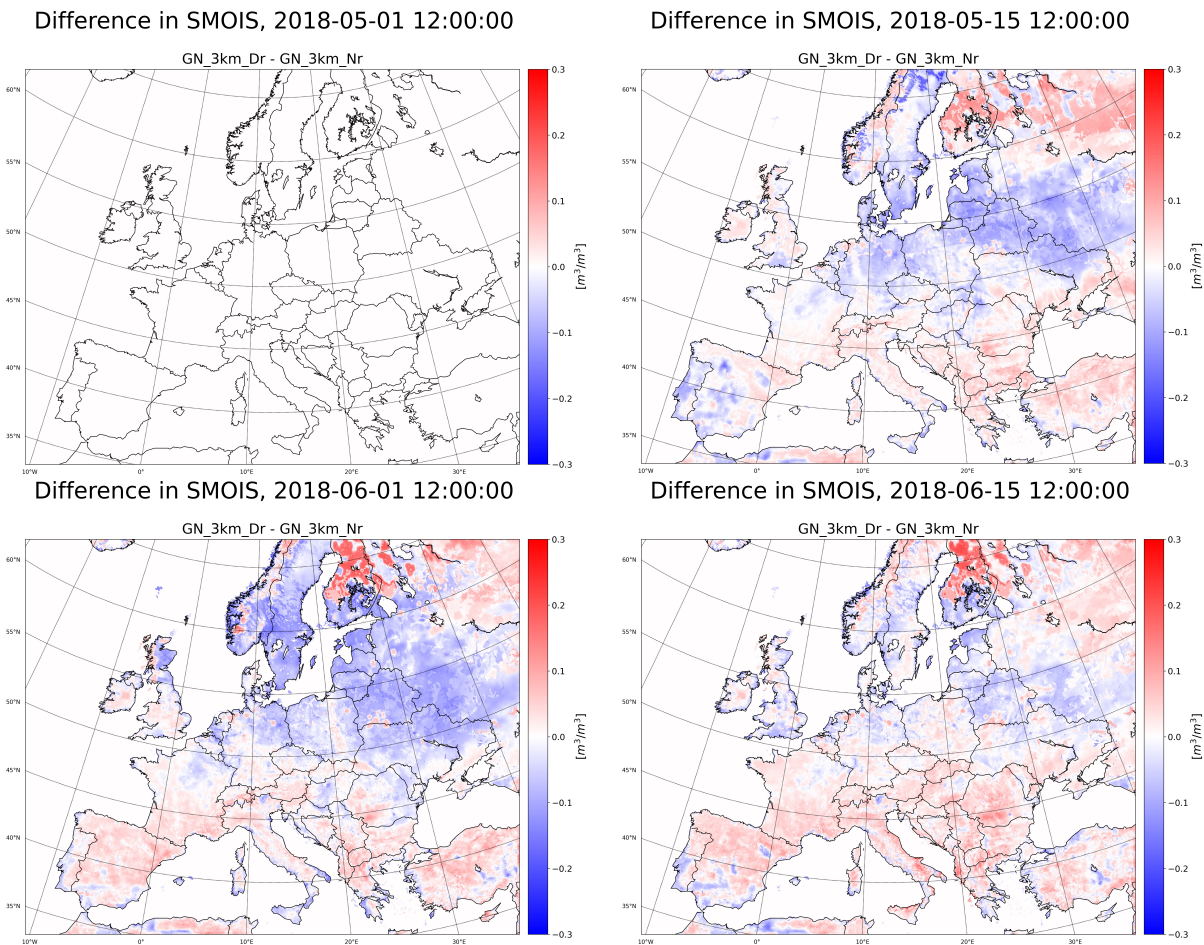 Difference in SMOIS, 2018-05-01 12:00:00
GN_3km_Dr - GN_3km_Nr
60°N
55°N
50°N
45°N
40°N
35°N
10°W
0°
10°E
20°E
30°E
0.3
0.2
0.1
0.0
−0.1
−0.2
−0.3
[m³/m³]
Difference in SMOIS, 2018-05-15 12:00:00
GN_3km_Dr - GN_3km_Nr
60°N
55°N
50°N
45°N
40°N
35°N
10°W
0°
10°E
20°E
30°E
0.3
0.2
0.1
0.0
−0.1
−0.2
−0.3
[m³/m³]
Difference in SMOIS, 2018-06-01 12:00:00
GN_3km_Dr - GN_3km_Nr
60°N
55°N
50°N
45°N
40°N
35°N
10°W
0°
10°E
20°E
30°E
0.3
0.2
0.1
0.0
−0.1
−0.2
−0.3
[m³/m³]
Difference in SMOIS, 2018-06-15 12:00:00
GN_3km_Dr - GN_3km_Nr
60°N
55°N
50°N
45°N
40°N
35°N
10°W
0°
10°E
20°E
30°E
0.3
0.2
0.1
0.0
−0.1
−0.2
−0.3
[m³/m³]